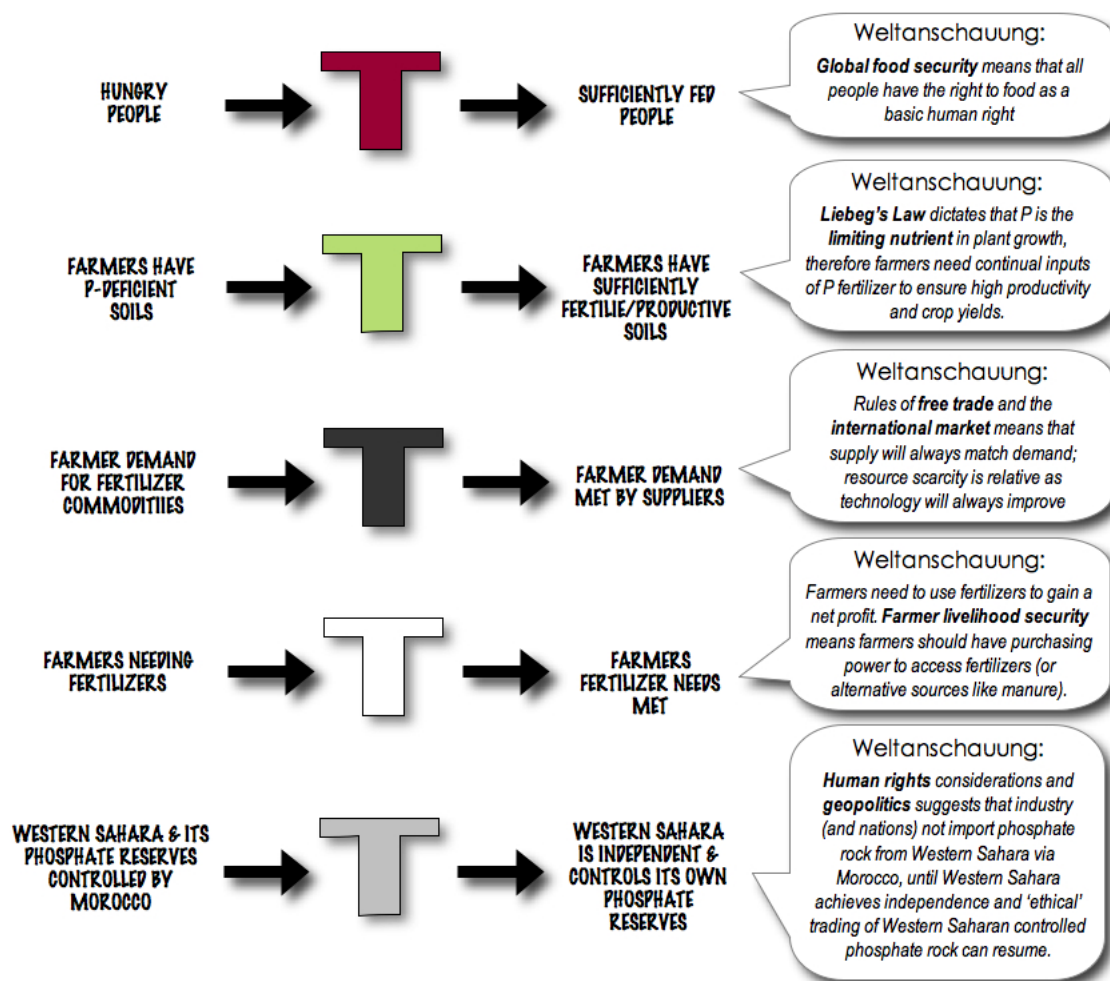 HUNGRY
PEOPLE
T
SUFFICIENTLY FED
PEOPLE
Weltanschauung:
Global food security means that all
people have the right to food as a
basic human right
FARMERS HAVE
P-DEFICIENT
SOILS
T
FARMERS HAVE
SUFFICIENTLY
FERTILIE/PRODUCTIVE
SOILS
Weltanschauung:
Liebeg's Law dictates that P is the
limiting nutrient in plant growth,
therefore farmers need continual inputs
of P fertilizer to ensure high productivity
and crop yields.
FARMER DEMAND
FOR FERTILIZER
COMMODITIIES
T
FARMER DEMAND
MET BY SUPPLIERS
Weltanschauung:
Rules of free trade and the
international market means that
supply will always match demand;
resource scarcity is relative as
technology will always improve
FARMERS NEEDING
FERTILIZERS
T
FARMERS
FERTILIZER NEEDS
MET
Weltanschauung:
Farmers need to use fertilizers to gain a
net profit. Farmer livelihood security
means farmers should have purchasing
power to access fertilizers (or
alternative sources like manure).
WESTERN SAHARA & ITS
PHOSPHATE RESERVES
CONTROLLED BY
MOROCCO
T
WESTERN SAHARA
IS INDEPENDENT &
CONTROLS ITS OWN
PHOSPHATE
RESERVES
Weltanschauung:
Human rights considerations and
geopolitics suggests that industry
(and nations) not import phosphate
rock from Western Sahara via
Morocco, until Western Sahara
achieves independence and 'ethical'
trading of Western Saharan controlled
phosphate rock can resume.